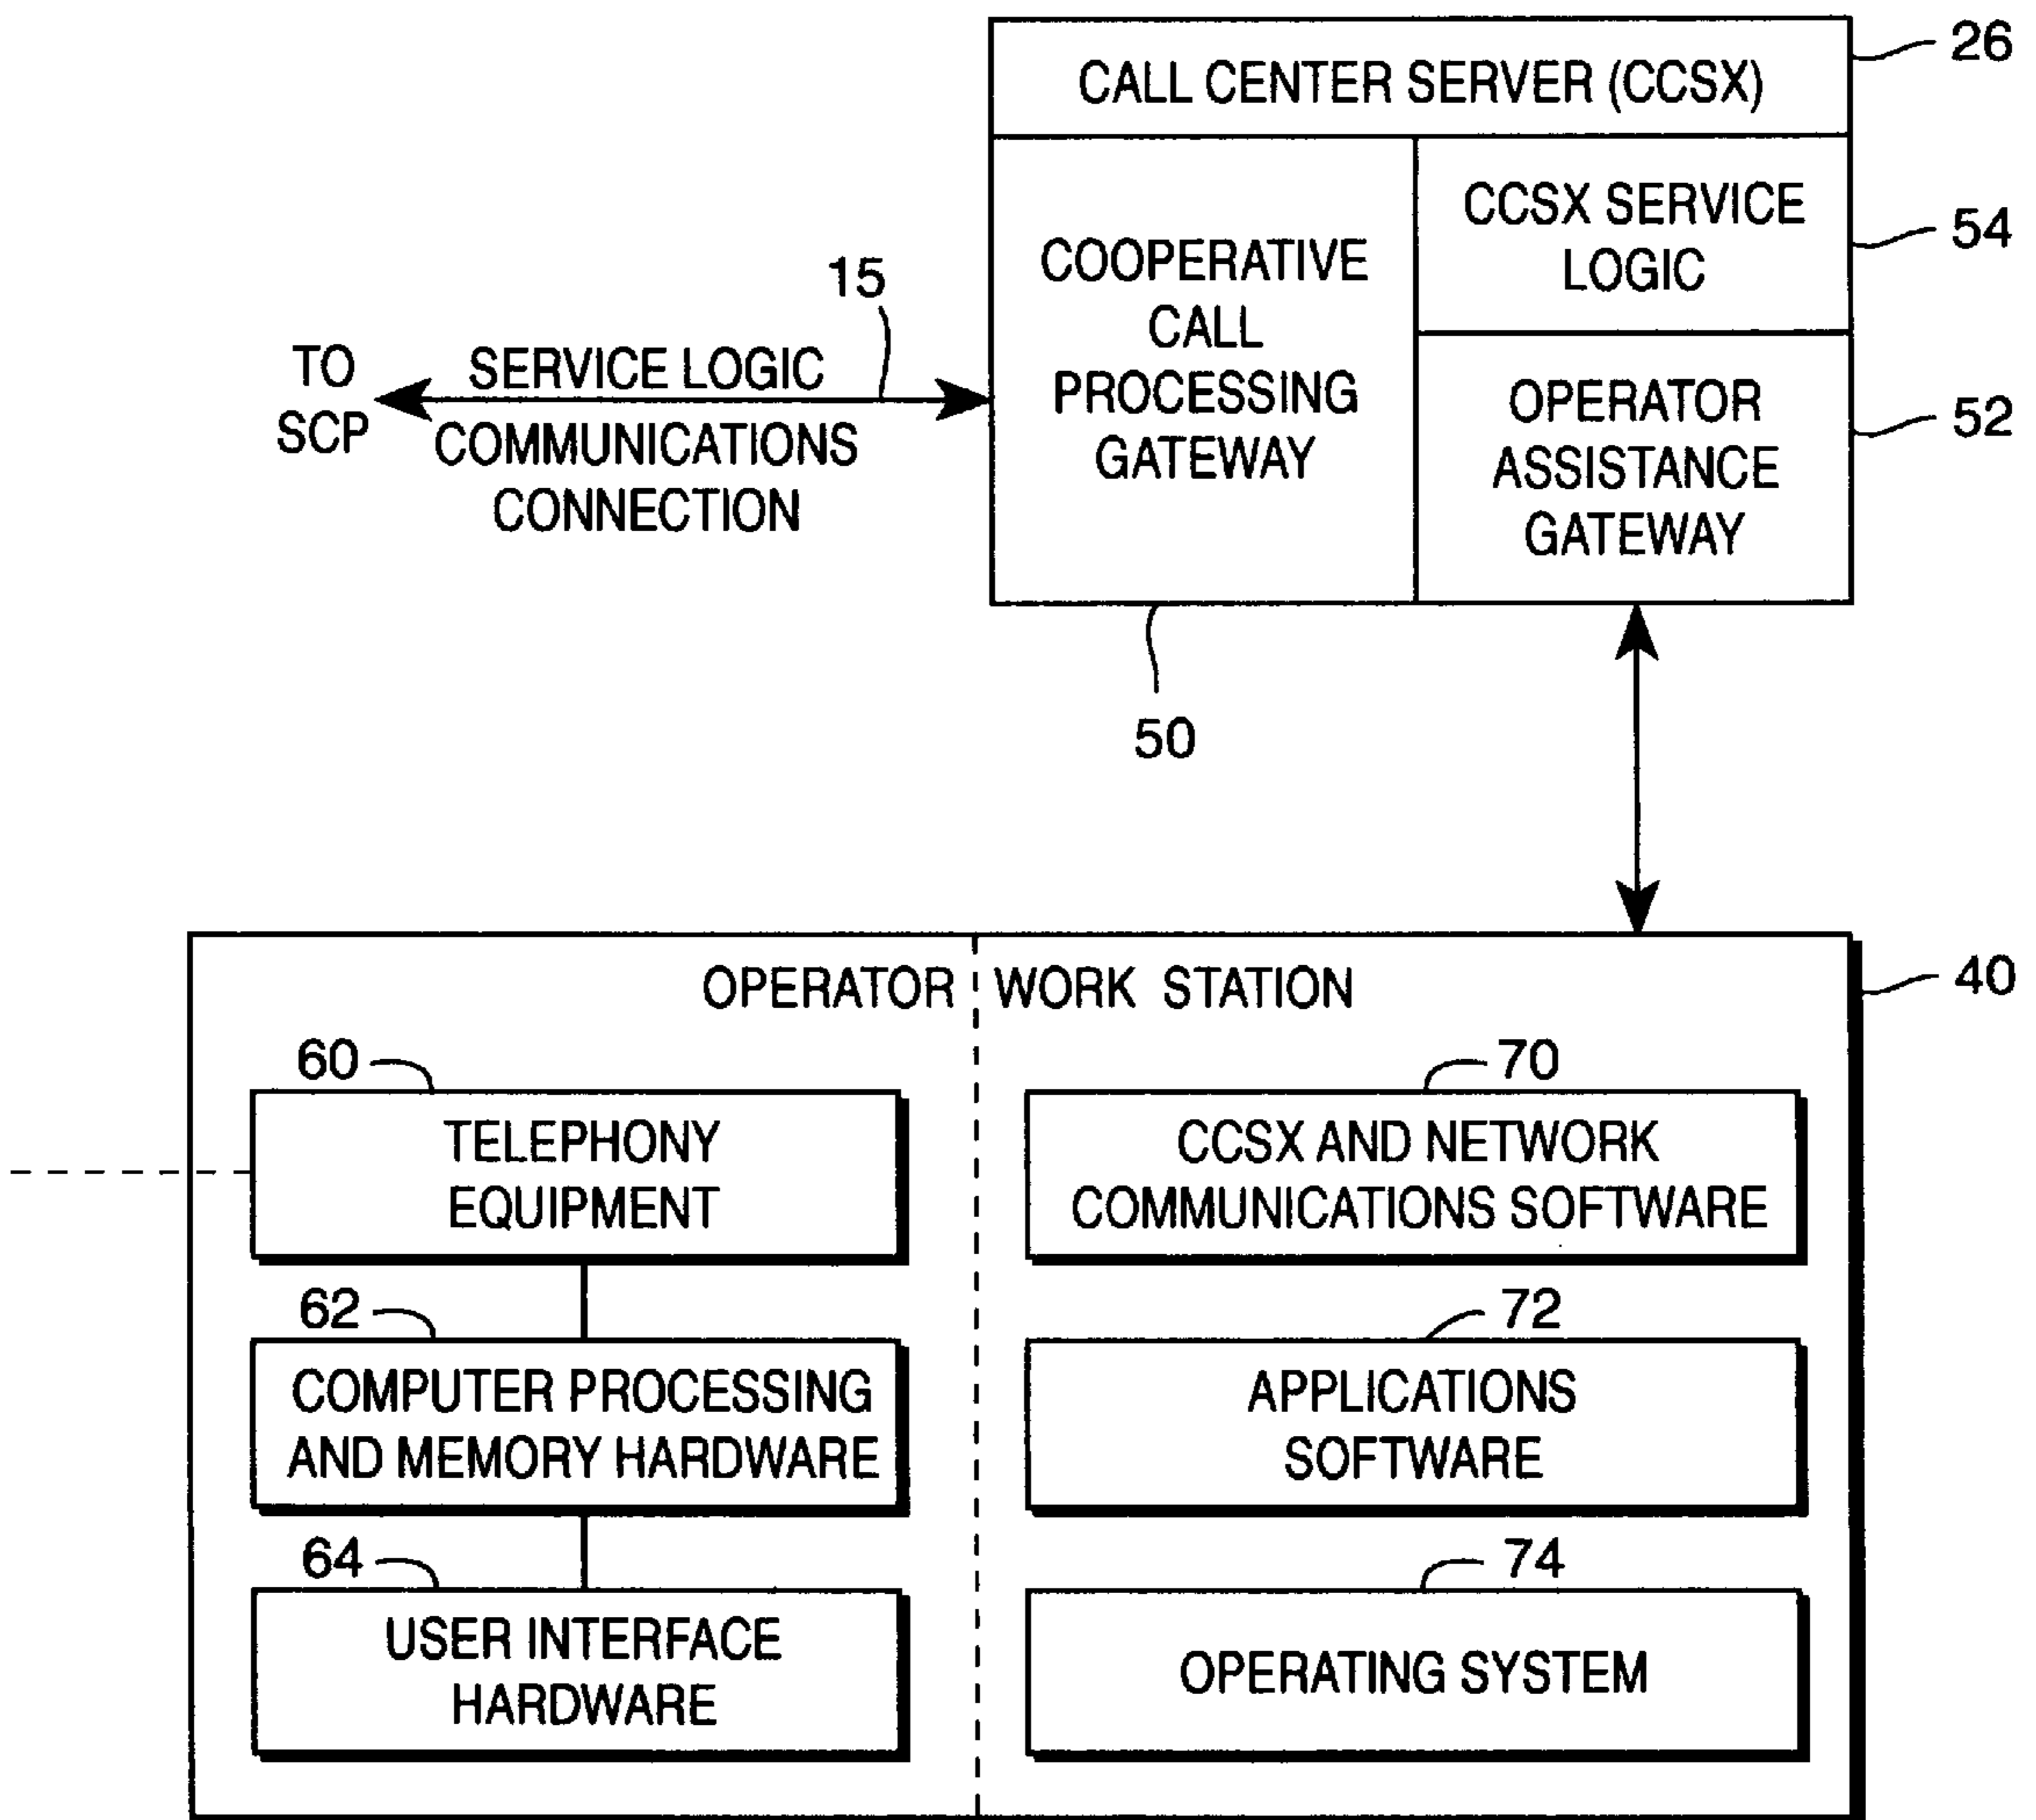 26
CALL CENTER SERVER (CCSX)
COOPERATIVE
CALL
PROCESSING
GATEWAY
CCSX SERVICE
LOGIC
54
OPERATOR
ASSISTANCE
GATEWAY
52
15
TO
SCP
SERVICE LOGIC
COMMUNICATIONS
CONNECTION
50
OPERATOR WORK STATION
40
60
TELEPHONY
EQUIPMENT
62
COMPUTER PROCESSING
AND MEMORY HARDWARE
64
USER INTERFACE
HARDWARE
70
CCSX AND NETWORK
COMMUNICATIONS SOFTWARE
72
APPLICATIONS
SOFTWARE
74
OPERATING SYSTEM